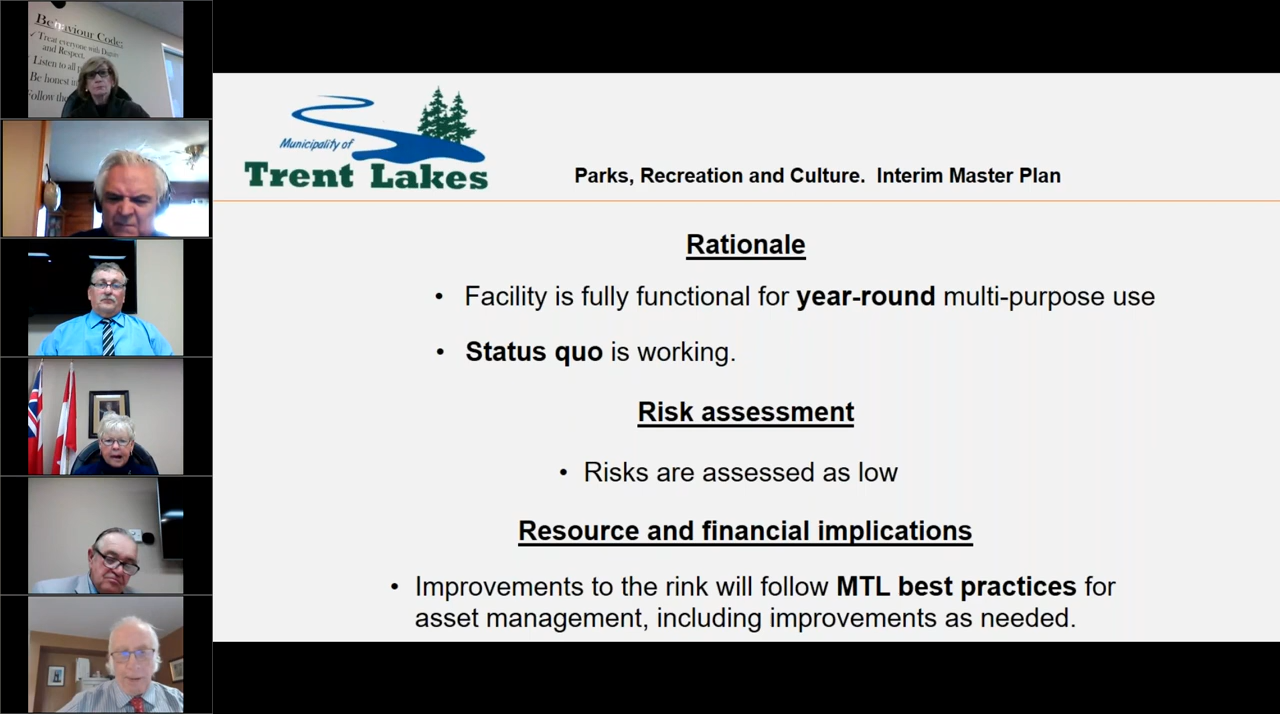 Behaviour Code:
✓ Treat everyone with
and Respect.
Listen to all
Be honest
Follow the
Municipality of
Trent Lakes
Parks, Recreation and Culture. Interim Master Plan
Rationale
• Facility is fully functional for year-round multi-purpose use
• Status quo is working.
Risk assessment
• Risks are assessed as low
Resource and financial implications
• Improvements to the rink will follow MTL best practices for
asset management, including improvements as needed.